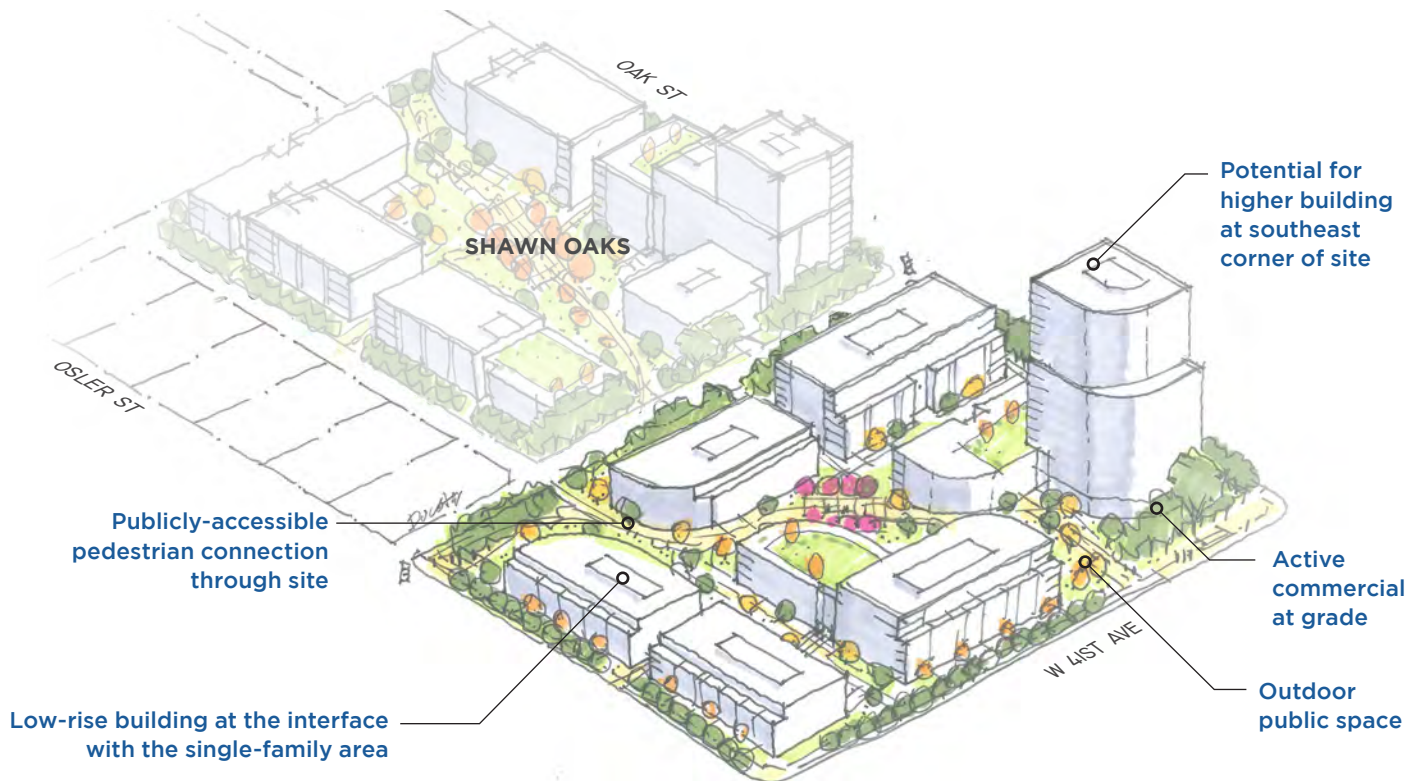 OAK ST
Potential for
higher building
at southeast
corner of site
SHAWN OAKS
OSLER ST
Publicly-accessible
pedestrian connection
through site
Active
commercial
at grade
W 41ST AVE
Outdoor
public space
Low-rise building at the interface
with the single-family area